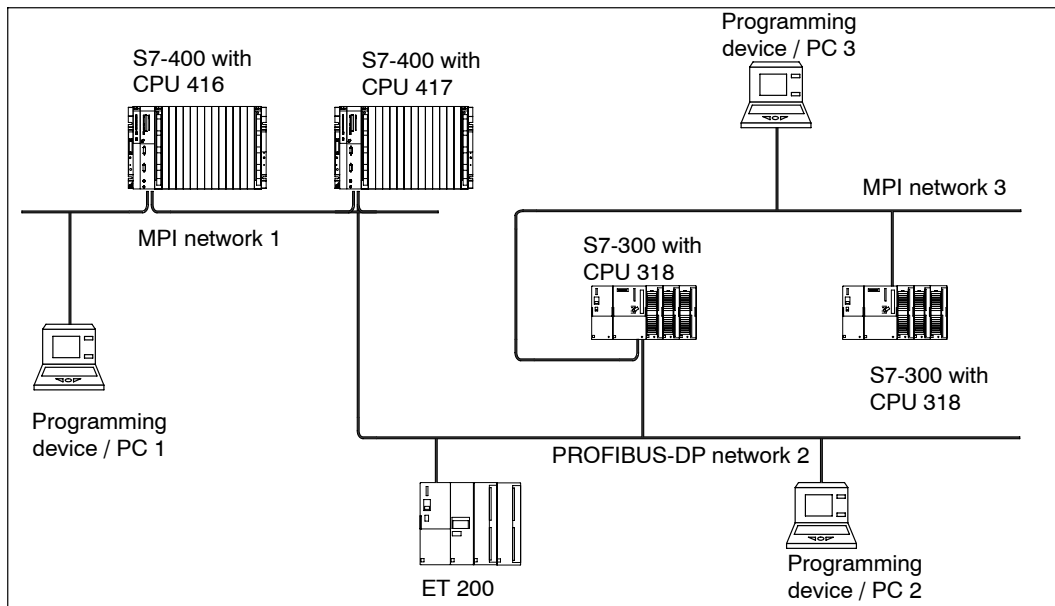 Programming
device / PC 3
S7-400 with
CPU 416
S7-400 with
CPU 417
MPI network 3
MPI network 1
S7-300 with
CPU 318
S7-300 with
CPU 318
Programming
device / PC 1
PROFIBUS-DP network 2
ET 200
Programming
device / PC 2